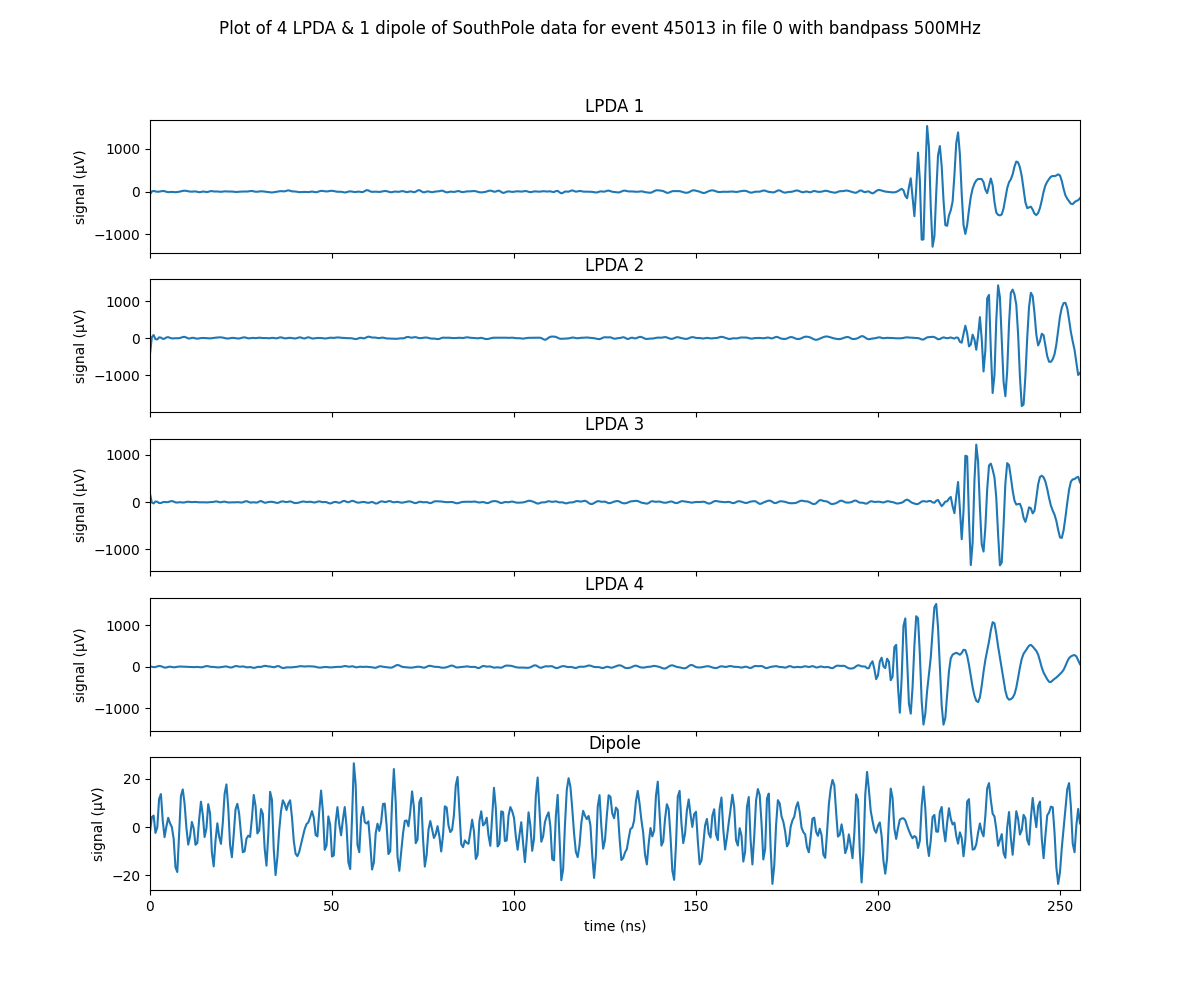 Plot of 4 LPDA & 1 dipole of SouthPole data for event 45013 in file 0 with bandpass 500MHz
LPDA 1
signal (μV)
1000
0
−1000
LPDA 2
signal (μV)
1000
0
−1000
LPDA 3
signal (μV)
1000
0
−1000
LPDA 4
signal (μV)
1000
0
−1000
Dipole
signal (μV)
20
0
−20
0 50 100 150 200 250
time (ns)